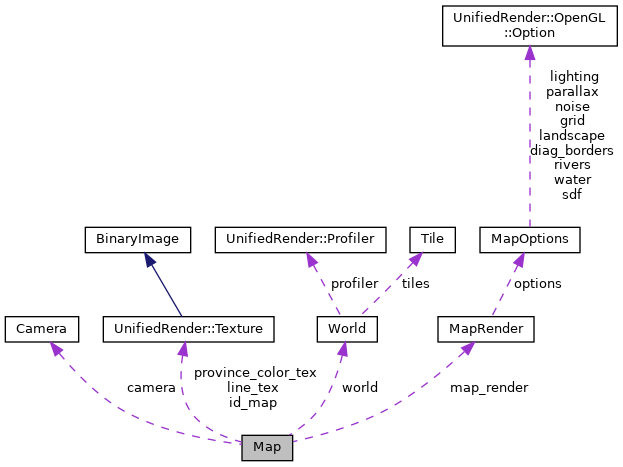 UnifiedRender::OpenGL
::Option
lighting
parallax
noise
grid
landscape
diag_borders
rivers
water
sdf
BinaryImage
UnifiedRender::Profiler
Tile
MapOptions
profiler
tiles
options
Camera
UnifiedRender::Texture
World
MapRender
camera
province_color_tex
line_tex
id_map
world
map_render
Map